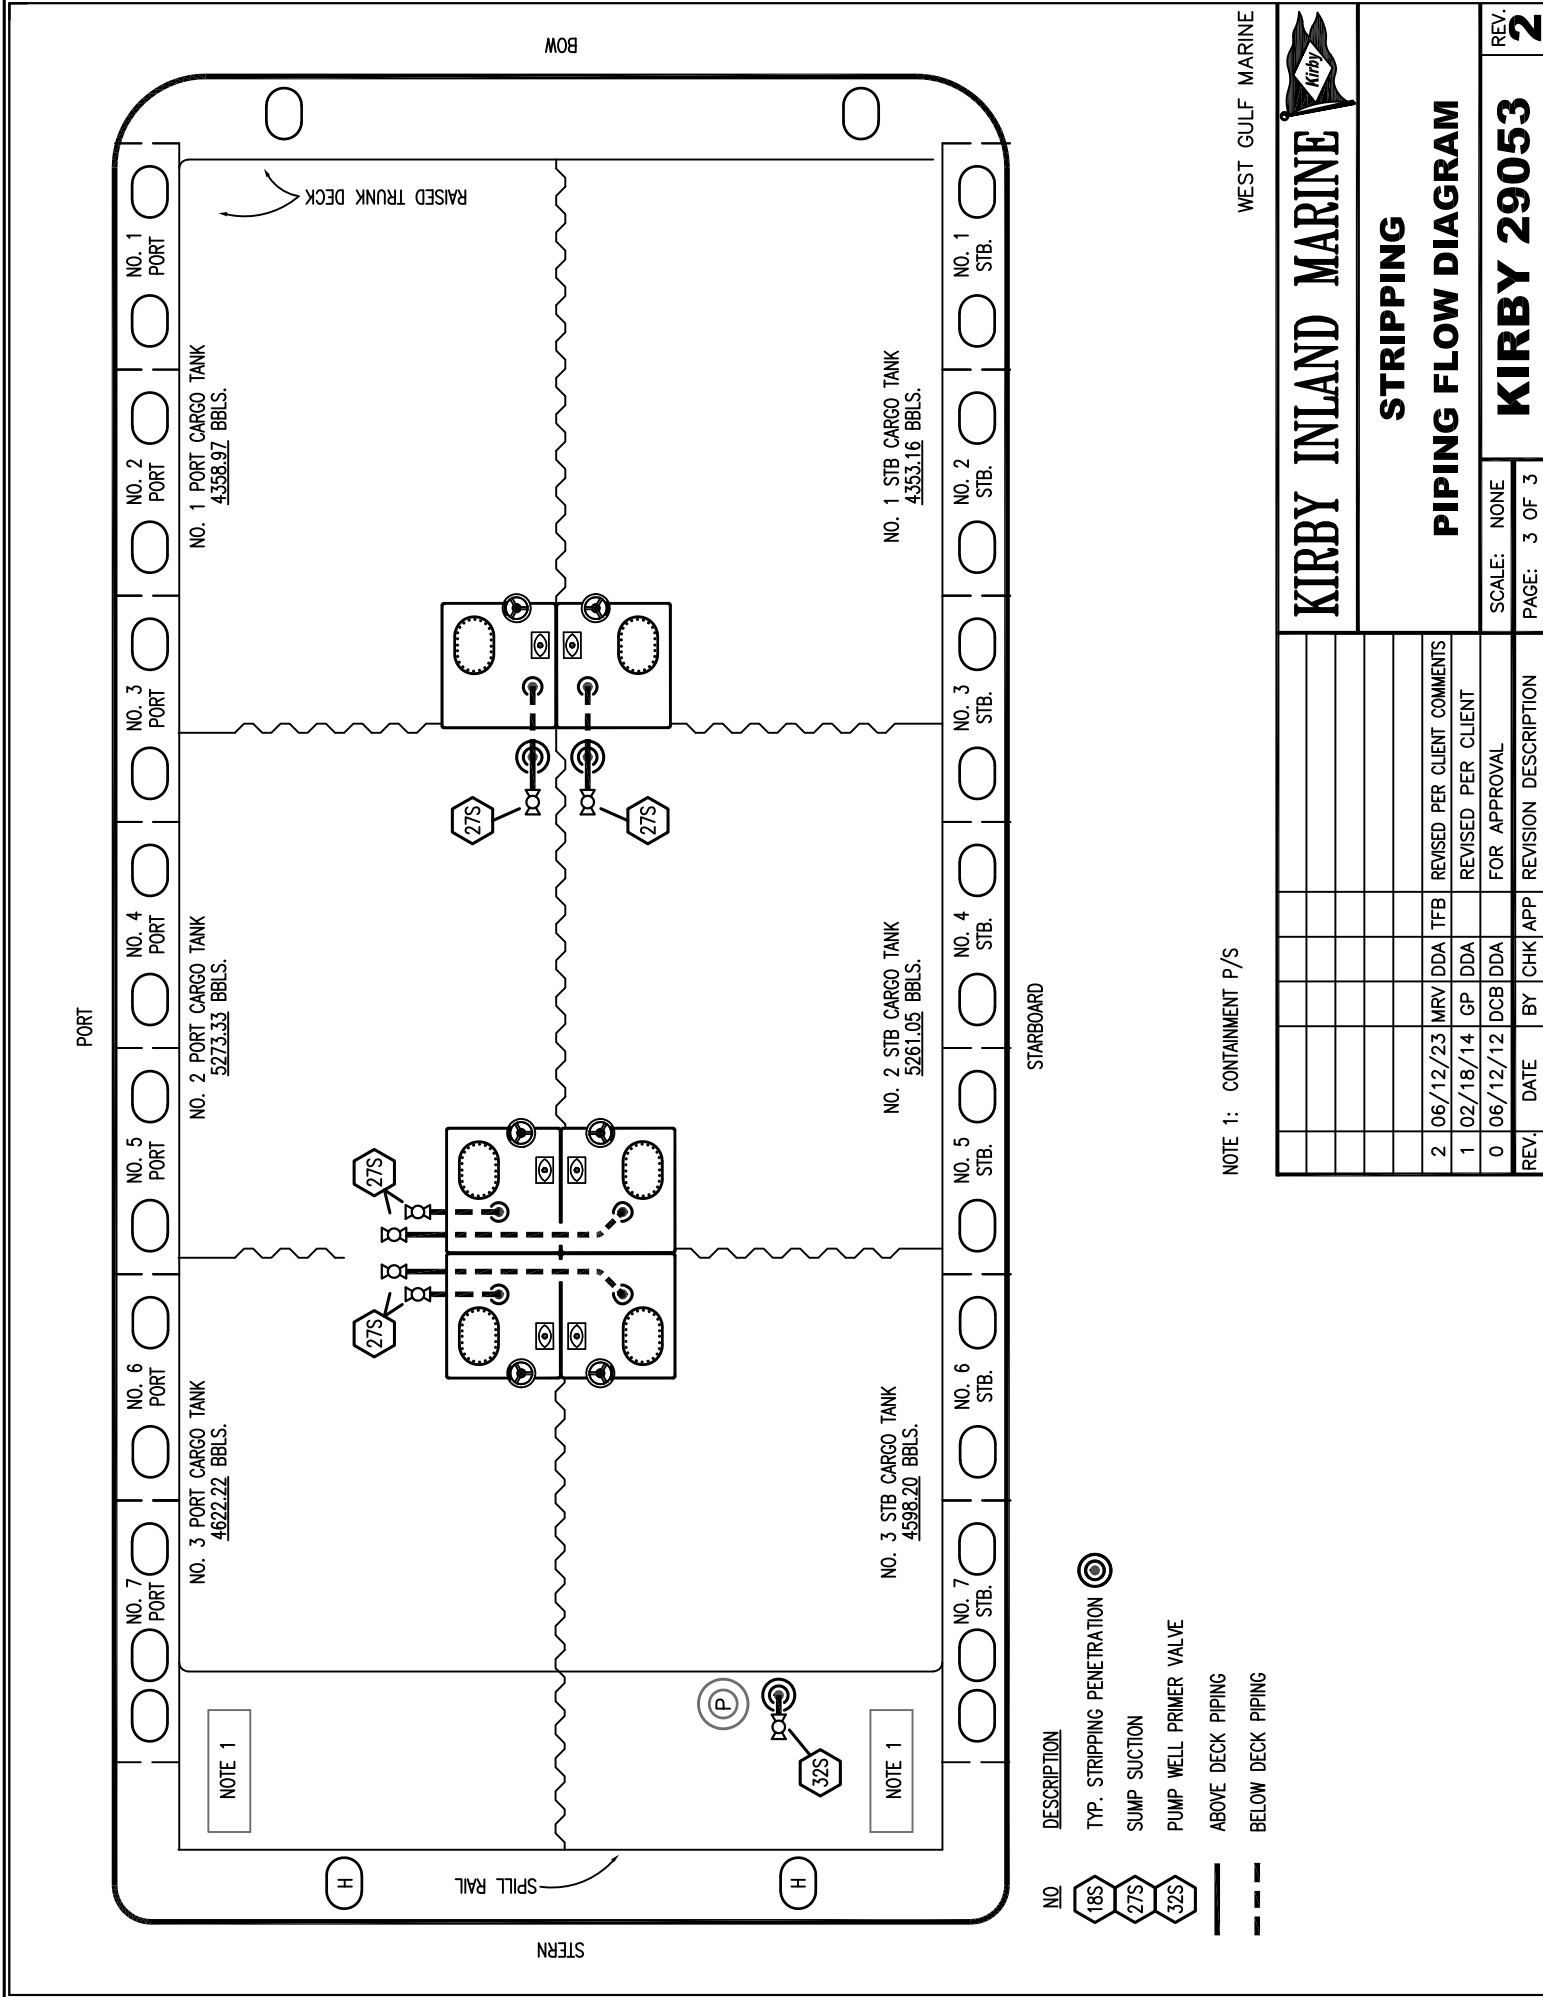 PORT
BOW
STERN
STARBOARD
NO. 7
PORT
NO. 6
PORT
NO. 5
PORT
NO. 4
PORT
NO. 3
PORT
NO. 2
PORT
NO. 1
PORT
NO. 3 PORT CARGO TANK
4622.22 BBLS.
NO. 2 PORT CARGO TANK
5273.33 BBLS.
NO. 1 PORT CARGO TANK
4358.97 BBLS.
RAISED TRUNK DECK
NOTE 1
H
27S
27S
27S
27S
SPILL RAIL
P
32S
H
NOTE 1
NO. 3 STB CARGO TANK
4598.20 BBLS.
NO. 2 STB CARGO TANK
5261.05 BBLS.
NO. 1 STB CARGO TANK
4353.16 BBLS.
NO. 7
STB.
NO. 6
STB.
NO. 5
STB.
NO. 4
STB.
NO. 3
STB.
NO. 2
STB.
NO. 1
STB.
NO DESCRIPTION
18S TYP. STRIPPING PENETRATION
27S SUMP SUCTION
32S PUMP WELL PRIMER VALVE
ABOVE DECK PIPING
BELOW DECK PIPING
NOTE 1: CONTAINMENT P/S
WEST GULF MARINE
2 06/12/23 MRV DDA TFB REVISED PER CLIENT COMMENTS
1 02/18/14 GP DDA REVISED PER CLIENT
0 06/12/12 DCB DDA FOR APPROVAL
REV. DATE BY CHK APP REVISION DESCRIPTION
KIRBY INLAND MARINE
Kirby
STRIPPING
PIPING FLOW DIAGRAM
SCALE: NONE
PAGE: 3 OF 3
KIRBY 29053
REV.
2